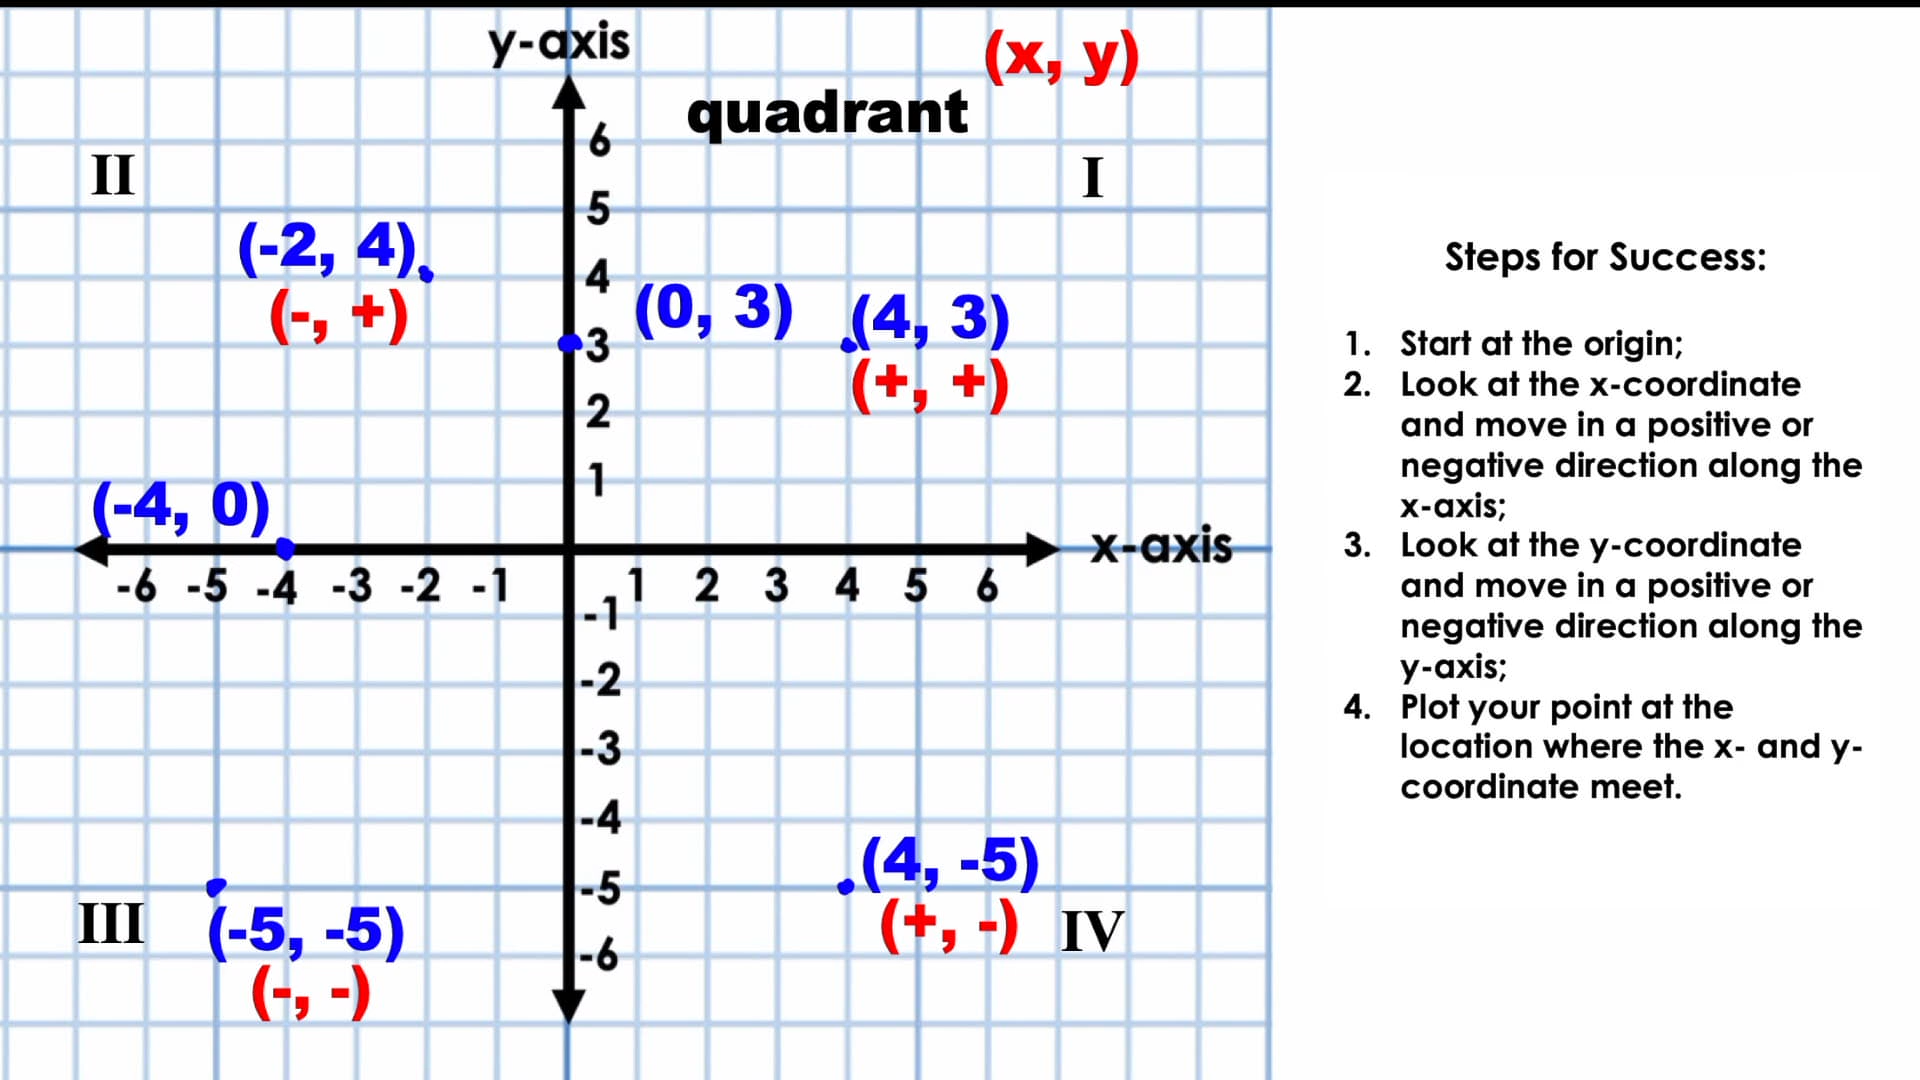 y-axis
(x, y)
quadrant
II
I
6
5
4
3
2
1
(-2, 4)
(-, +)
(0, 3)
(4, 3)
(+, +)
(-4, 0)
x-axis
-6 -5 -4 -3 -2 -1
1 2 3 4 5 6
-1
-2
-3
-4
-5
-6
(4, -5)
(+, -)
IV
III
(-5, -5)
(-, -)
Steps for Success:
1. Start at the origin;
2. Look at the x-coordinate
and move in a positive or
negative direction along the
x-axis;
3. Look at the y-coordinate
and move in a positive or
negative direction along the
y-axis;
4. Plot your point at the
location where the x- and y-
coordinate meet.